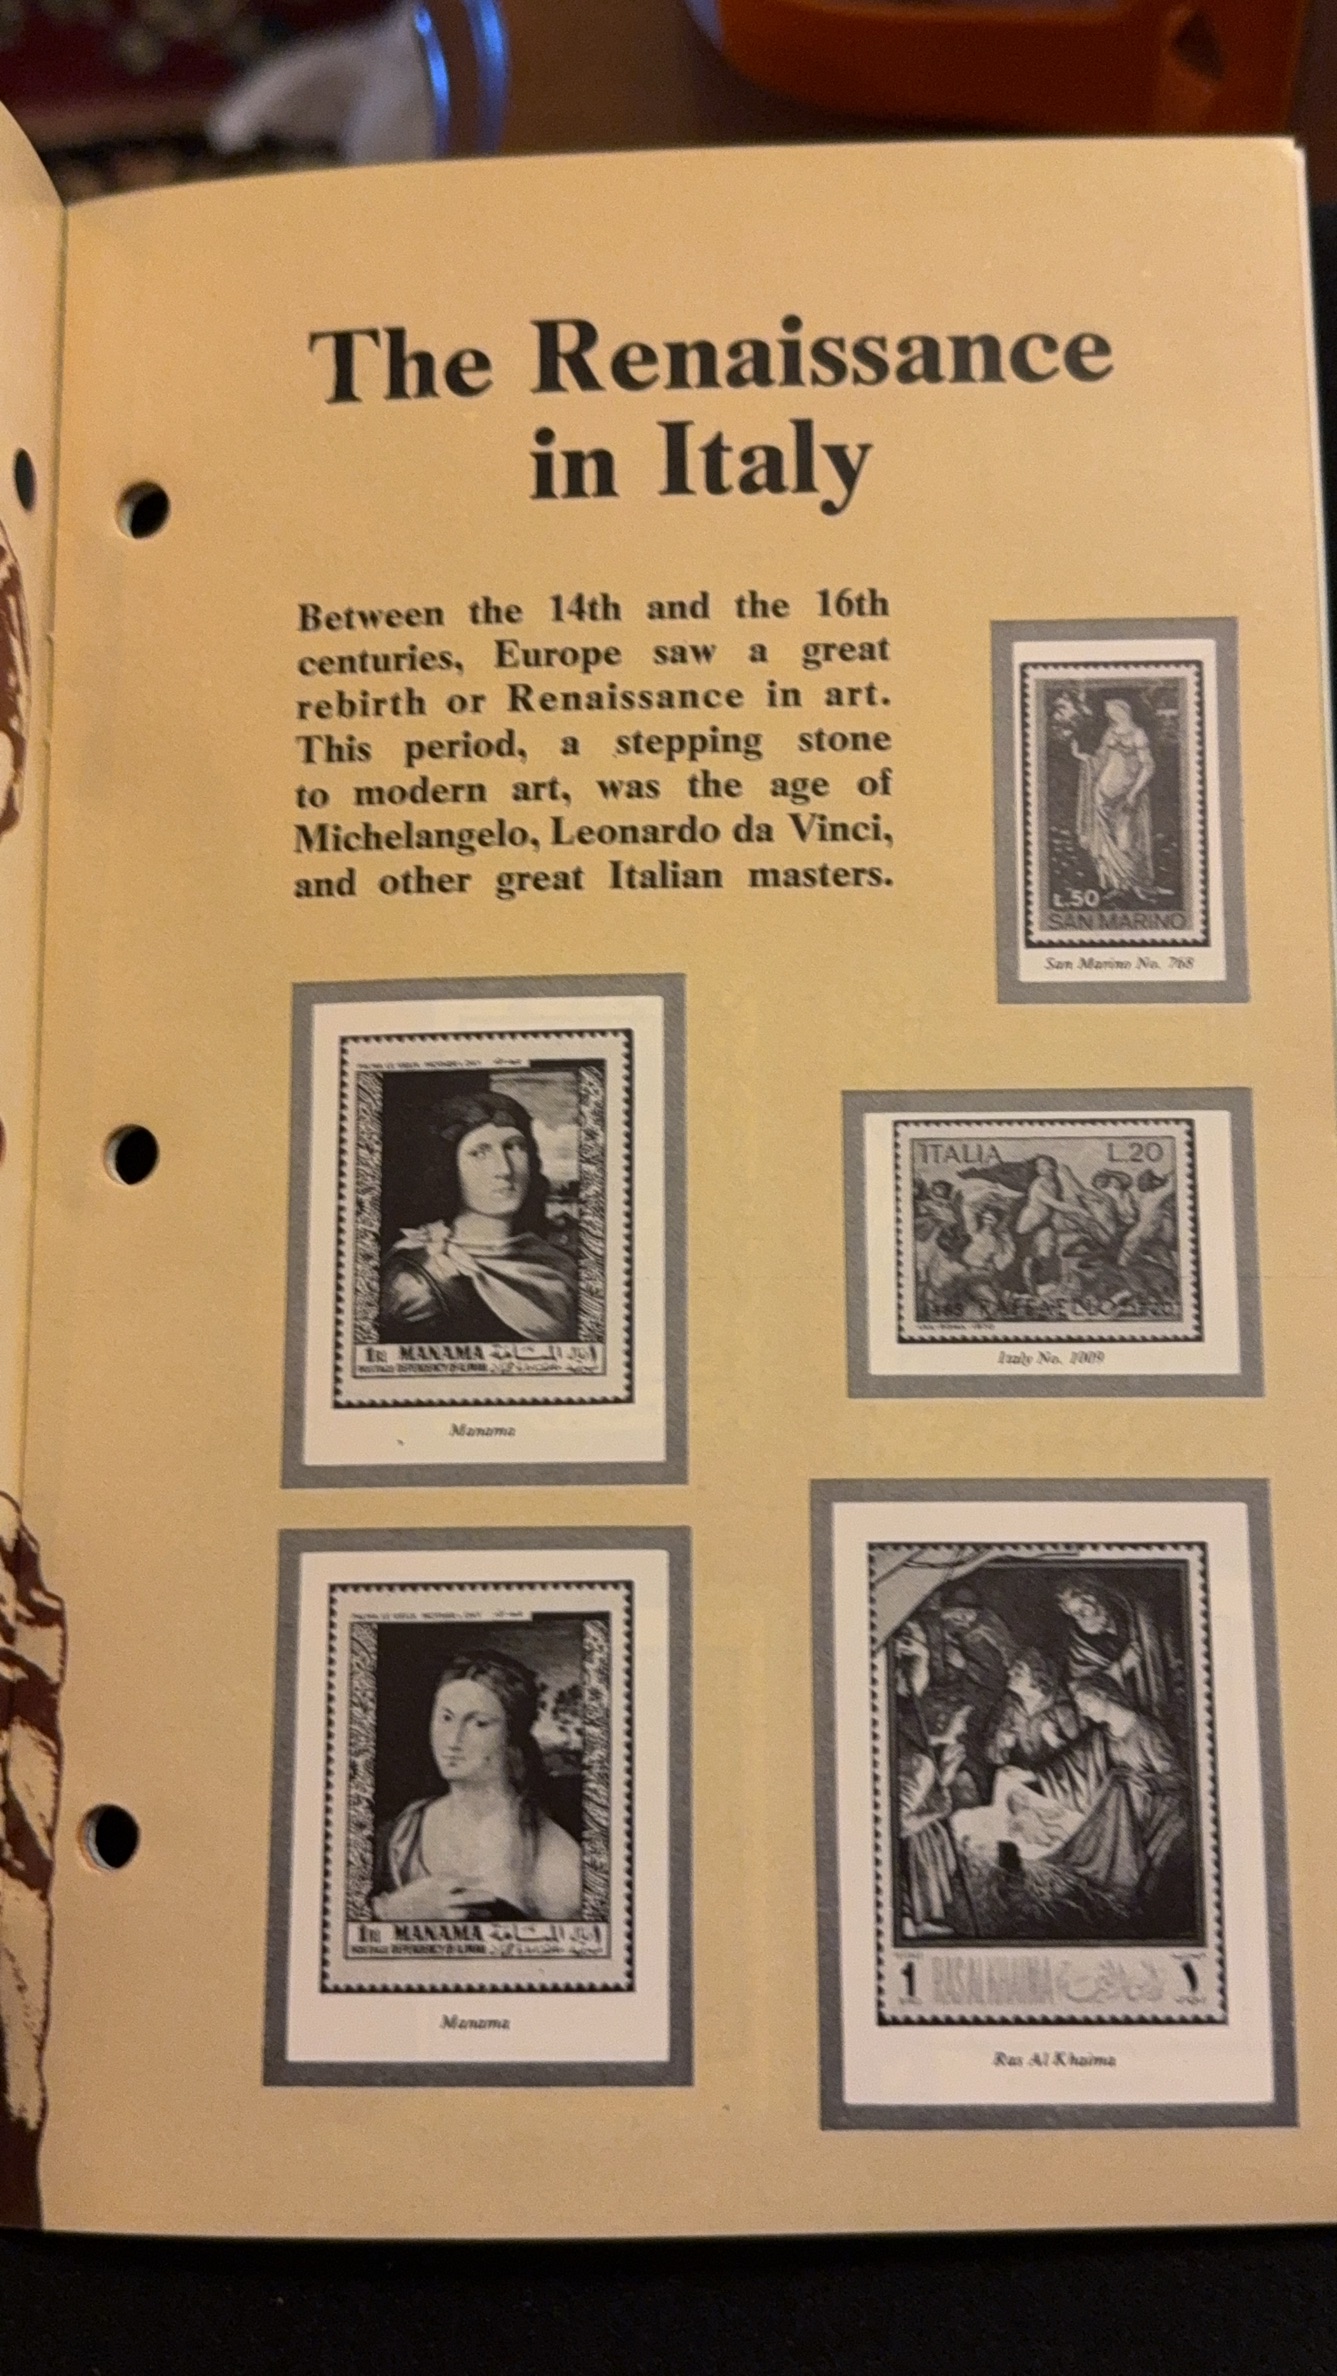 The Renaissance
in Italy
Between the 14th and the 16th
centuries, Europe saw a great
rebirth or Renaissance in art.
This period, a stepping stone
to modern art, was the age of
Michelangelo, Leonardo da Vinci,
and other great Italian masters.
L.50
SAN MARINO
San Marino No. 768
MANAMA
Manama
ITALIA L.20
RAFFAELLO
Italy No. 1009
MANAMA
Manama
1 RAS AL KHAIMA ١
Ras Al Khaima